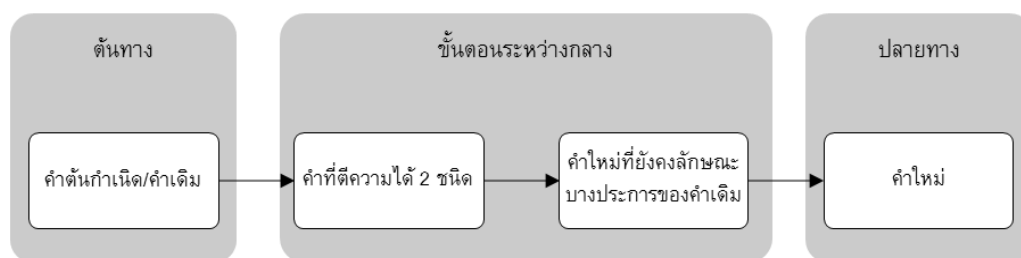 ต้นทาง
ขั้นตอนระหว่างกลาง
ปลายทาง
คำต้นกำเนิด/คำเดิม
คำที่ตีความได้ 2 ชนิด
คำใหม่ที่ยังคงลักษณะ
บางประการของคำเดิม
คำใหม่